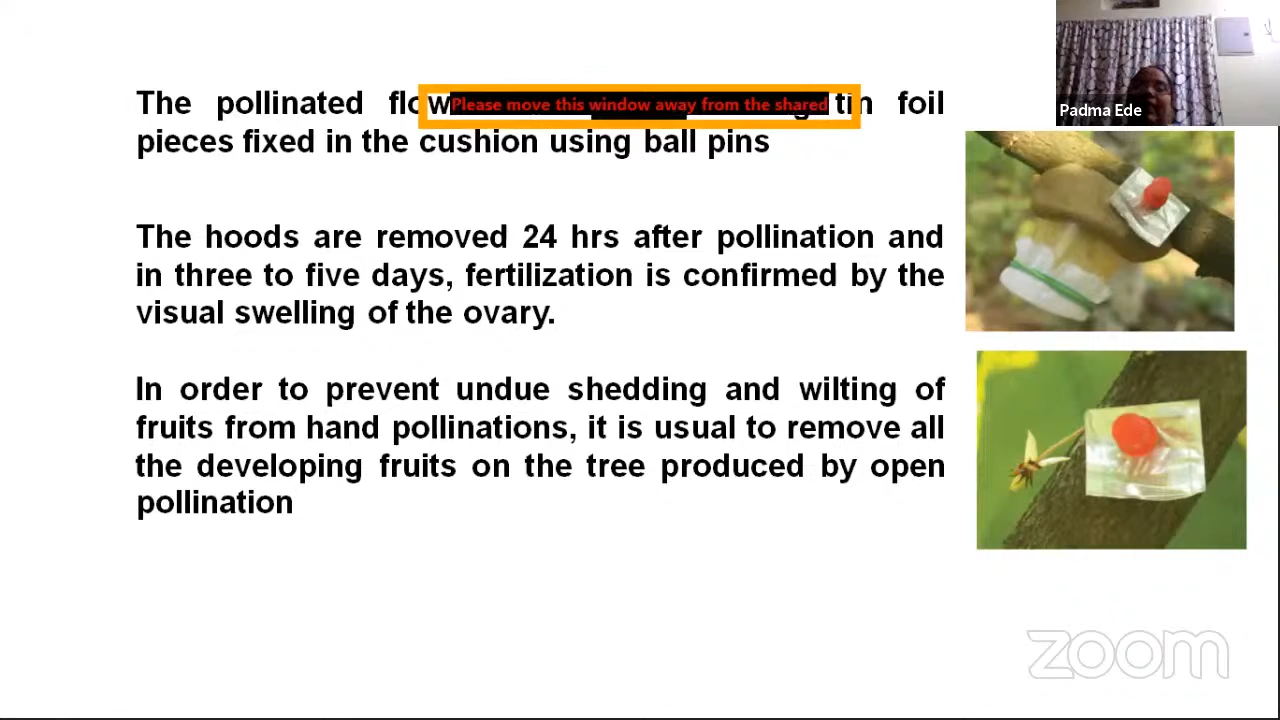 The pollinated flow tin foil
Please move this window away from the shared
pieces fixed in the cushion using ball pins
The hoods are removed 24 hrs after pollination and
in three to five days, fertilization is confirmed by the
visual swelling of the ovary.
In order to prevent undue shedding and wilting of
fruits from hand pollinations, it is usual to remove all
the developing fruits on the tree produced by open
pollination
Padma Ede
zoom